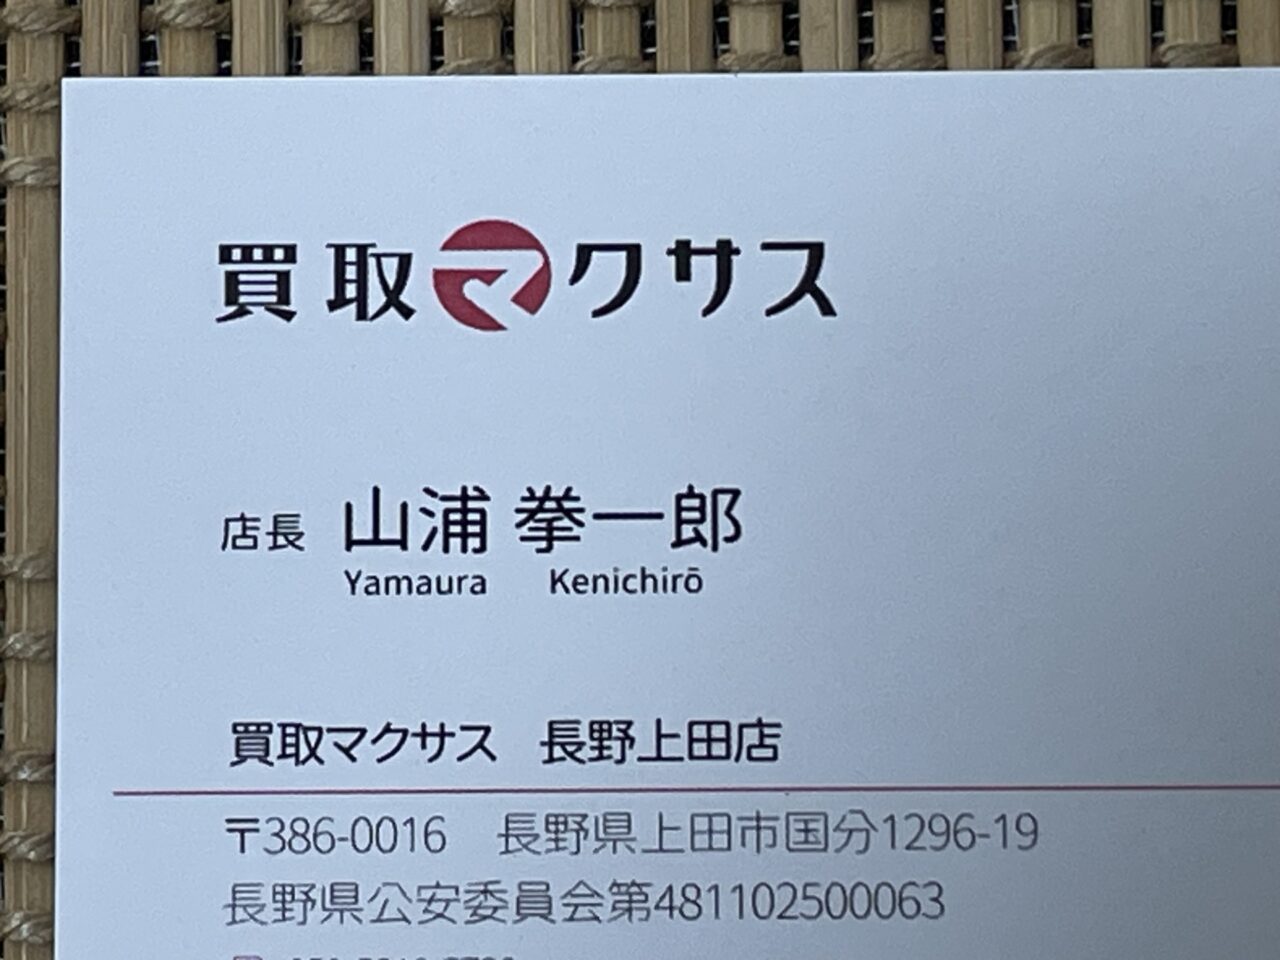 買取マクサス
店長 山浦 拳一郎
Yamaura Kenichirō
買取マクサス 長野上田店
〒386-0016 長野県上田市国分1296-19
長野県公安委員会第481102500063